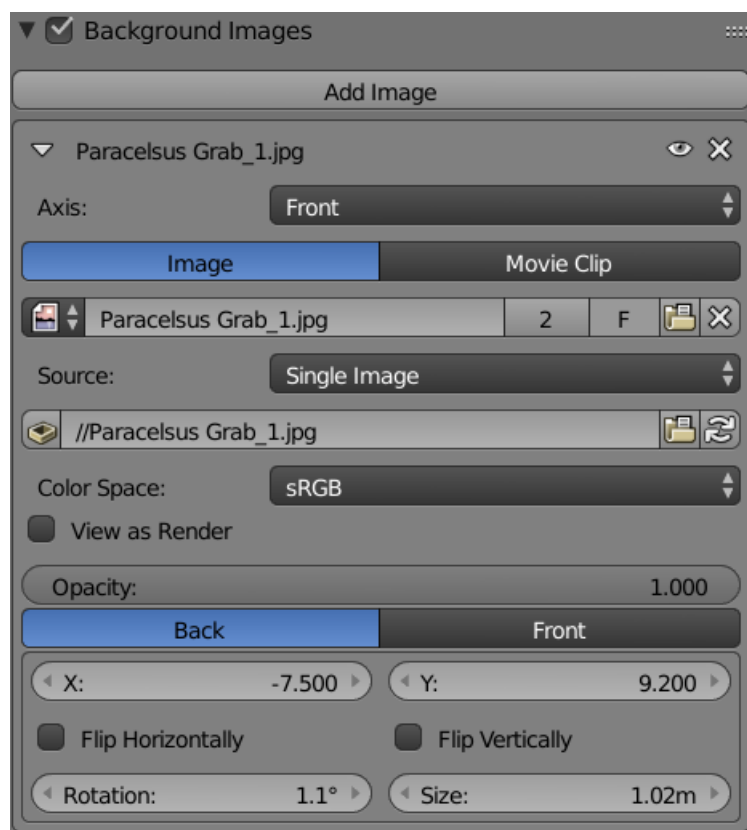 Background Images
Add Image
Paracelsus Grab_1.jpg
Axis: Front
Image Movie Clip
Paracelsus Grab_1.jpg 2 F
Source: Single Image
//Paracelsus Grab_1.jpg
Color Space: sRGB
View as Render
Opacity: 1.000
Back Front
X: -7.500 Y: 9.200
Flip Horizontally Flip Vertically
Rotation: 1.1° Size: 1.02m